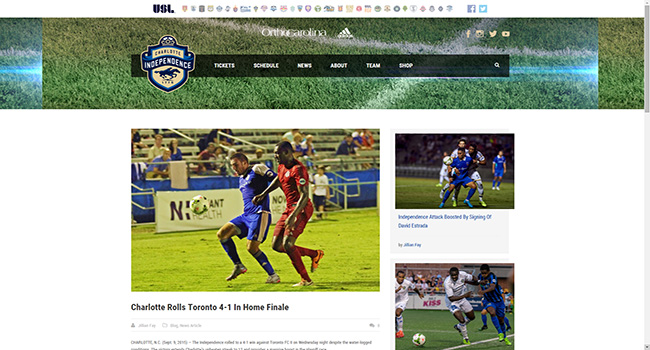 USL
OrthoCarolina
adidas
CHARLOTTE
INDEPENDENCE
TICKETS SCHEDULE NEWS ABOUT TEAM SHOP
NOVANT
HEALTH
Charlotte Rolls Toronto 4-1 In Home Finale
Jillian Fay Blog, News Article 0
CHARLOTTE, N.C. (Sept. 9, 2015) – The Independence rolled to a 4-1 win against Toronto FC II on Wednesday night despite the water-logged
Independence Attack Boosted By Signing Of
David Estrada
by Jillian Fay
KISS